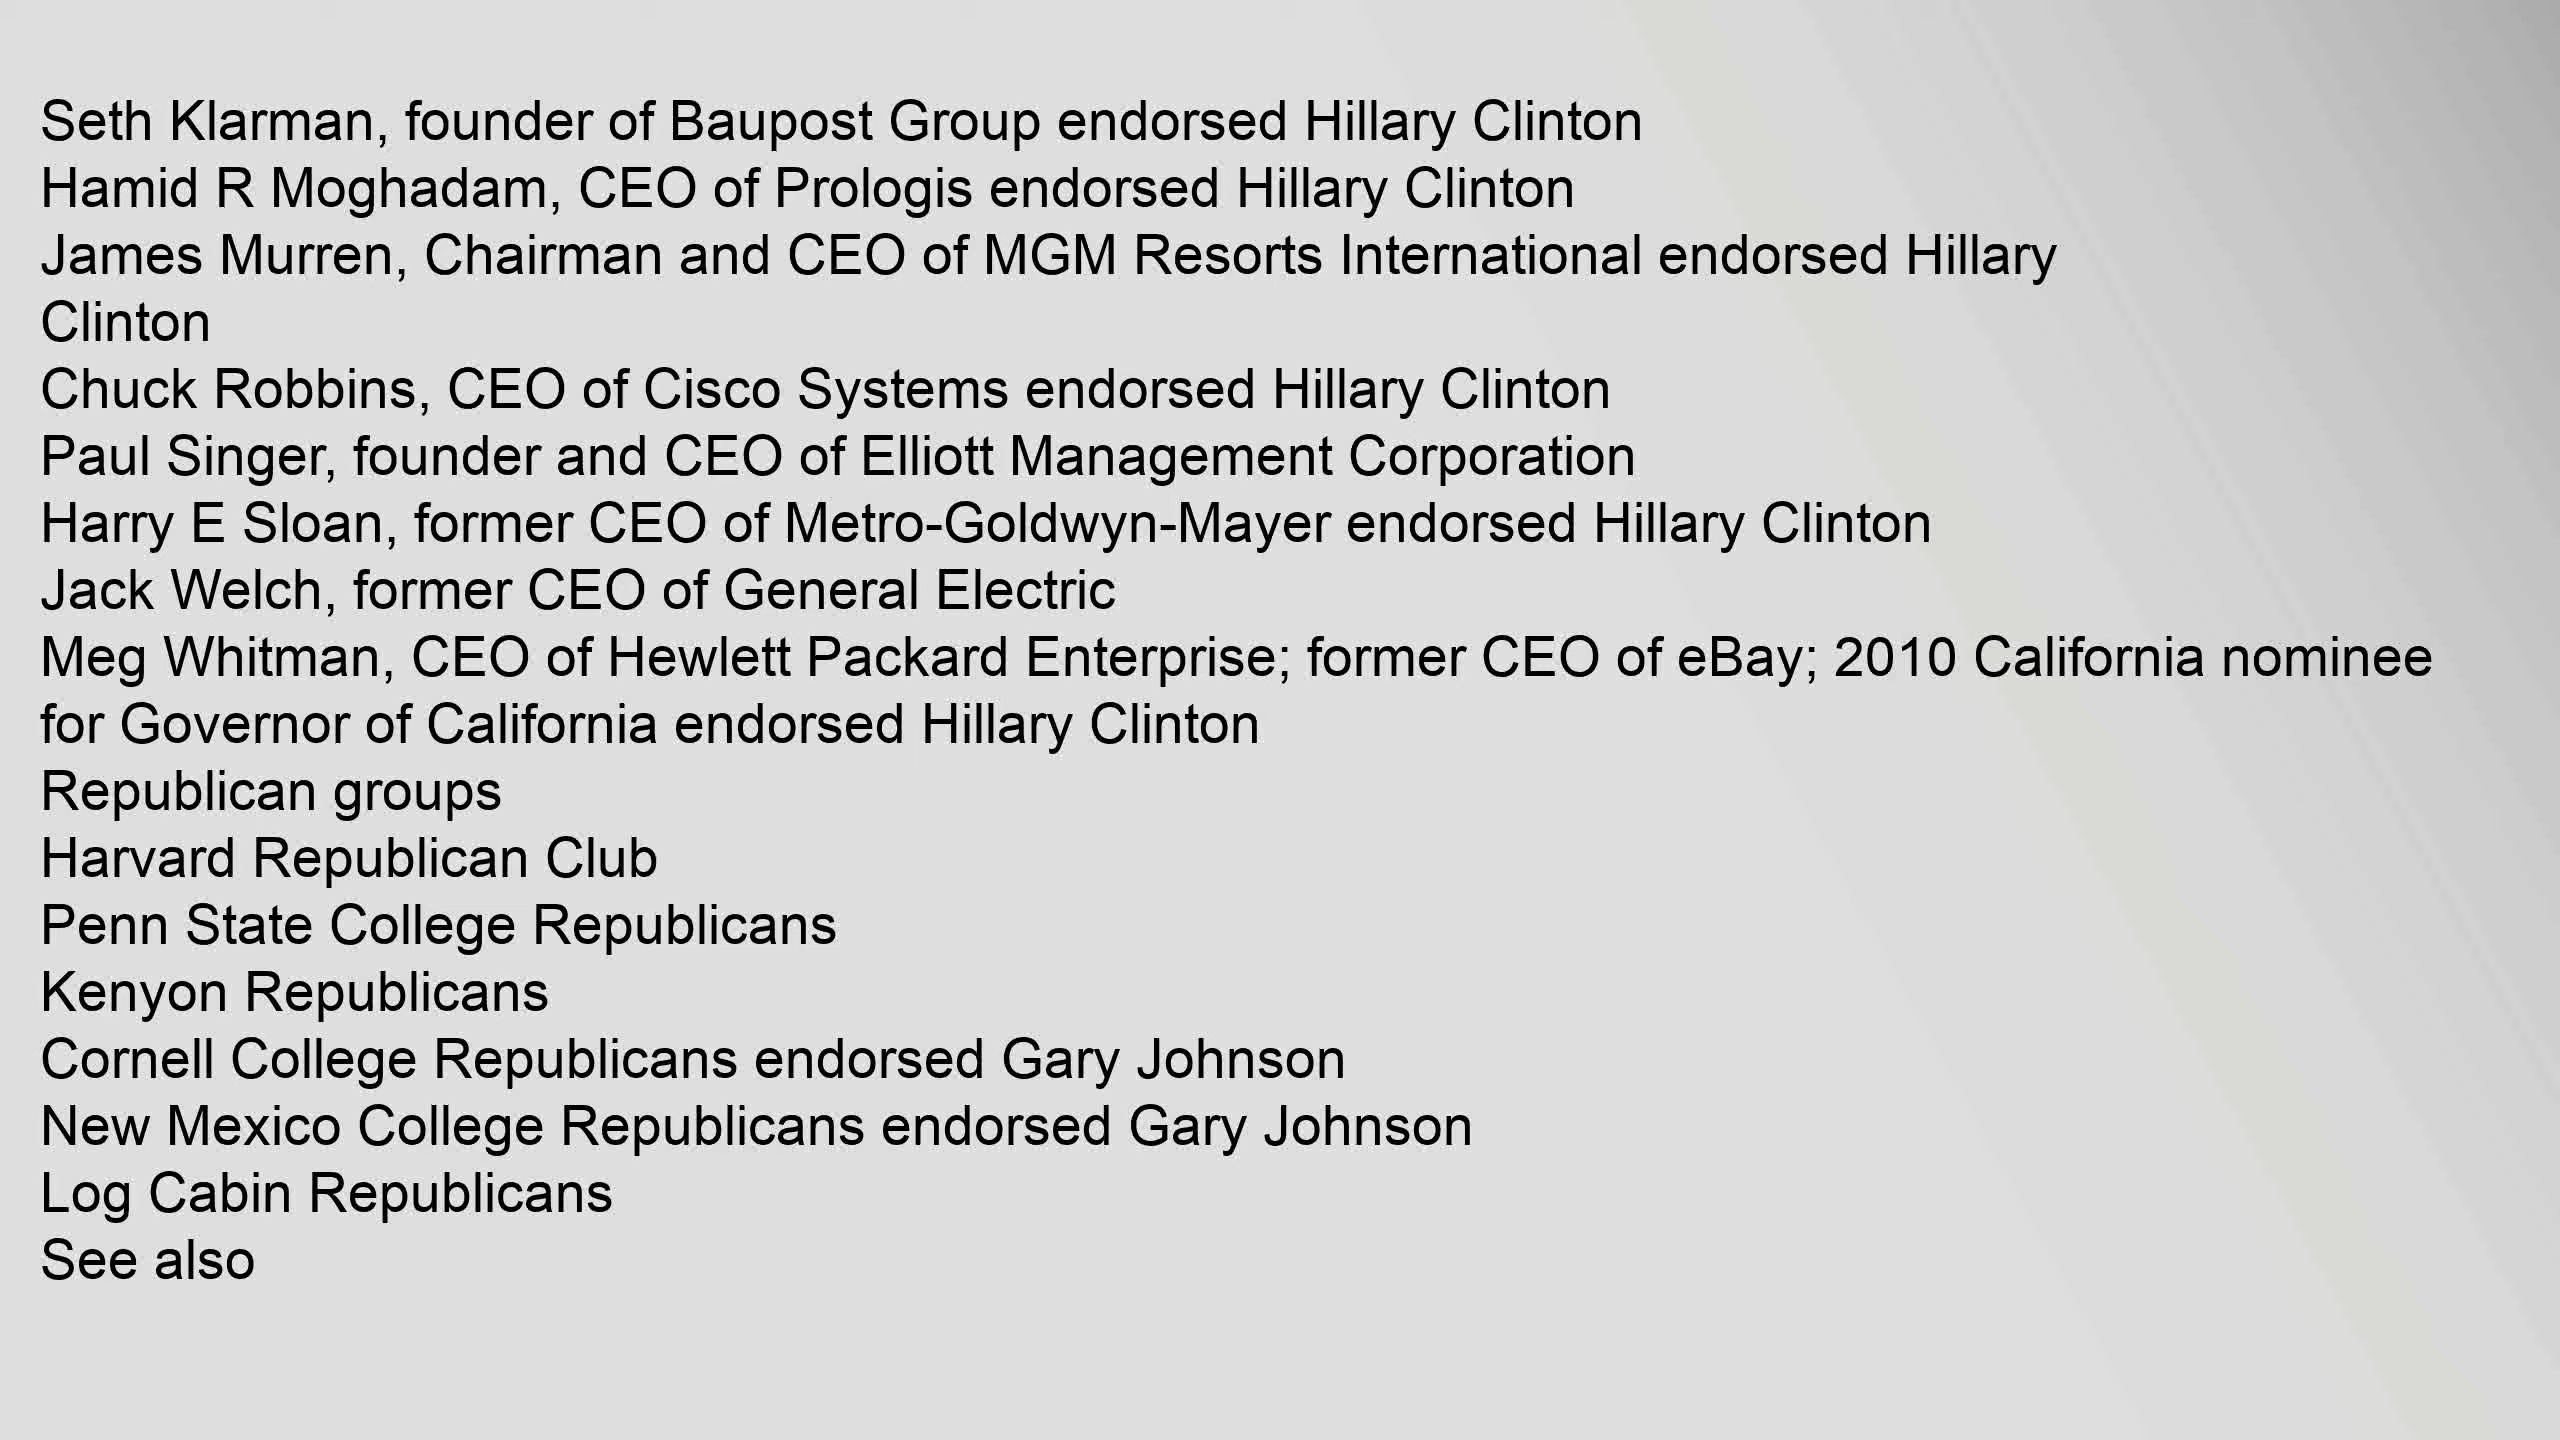 Seth Klarman, founder of Baupost Group endorsed Hillary Clinton
Hamid R Moghadam, CEO of Prologis endorsed Hillary Clinton
James Murren, Chairman and CEO of MGM Resorts International endorsed Hillary
Clinton
Chuck Robbins, CEO of Cisco Systems endorsed Hillary Clinton
Paul Singer, founder and CEO of Elliott Management Corporation
Harry E Sloan, former CEO of Metro-Goldwyn-Mayer endorsed Hillary Clinton
Jack Welch, former CEO of General Electric
Meg Whitman, CEO of Hewlett Packard Enterprise; former CEO of eBay; 2010 California nominee
for Governor of California endorsed Hillary Clinton
Republican groups
Harvard Republican Club
Penn State College Republicans
Kenyon Republicans
Cornell College Republicans endorsed Gary Johnson
New Mexico College Republicans endorsed Gary Johnson
Log Cabin Republicans
See also